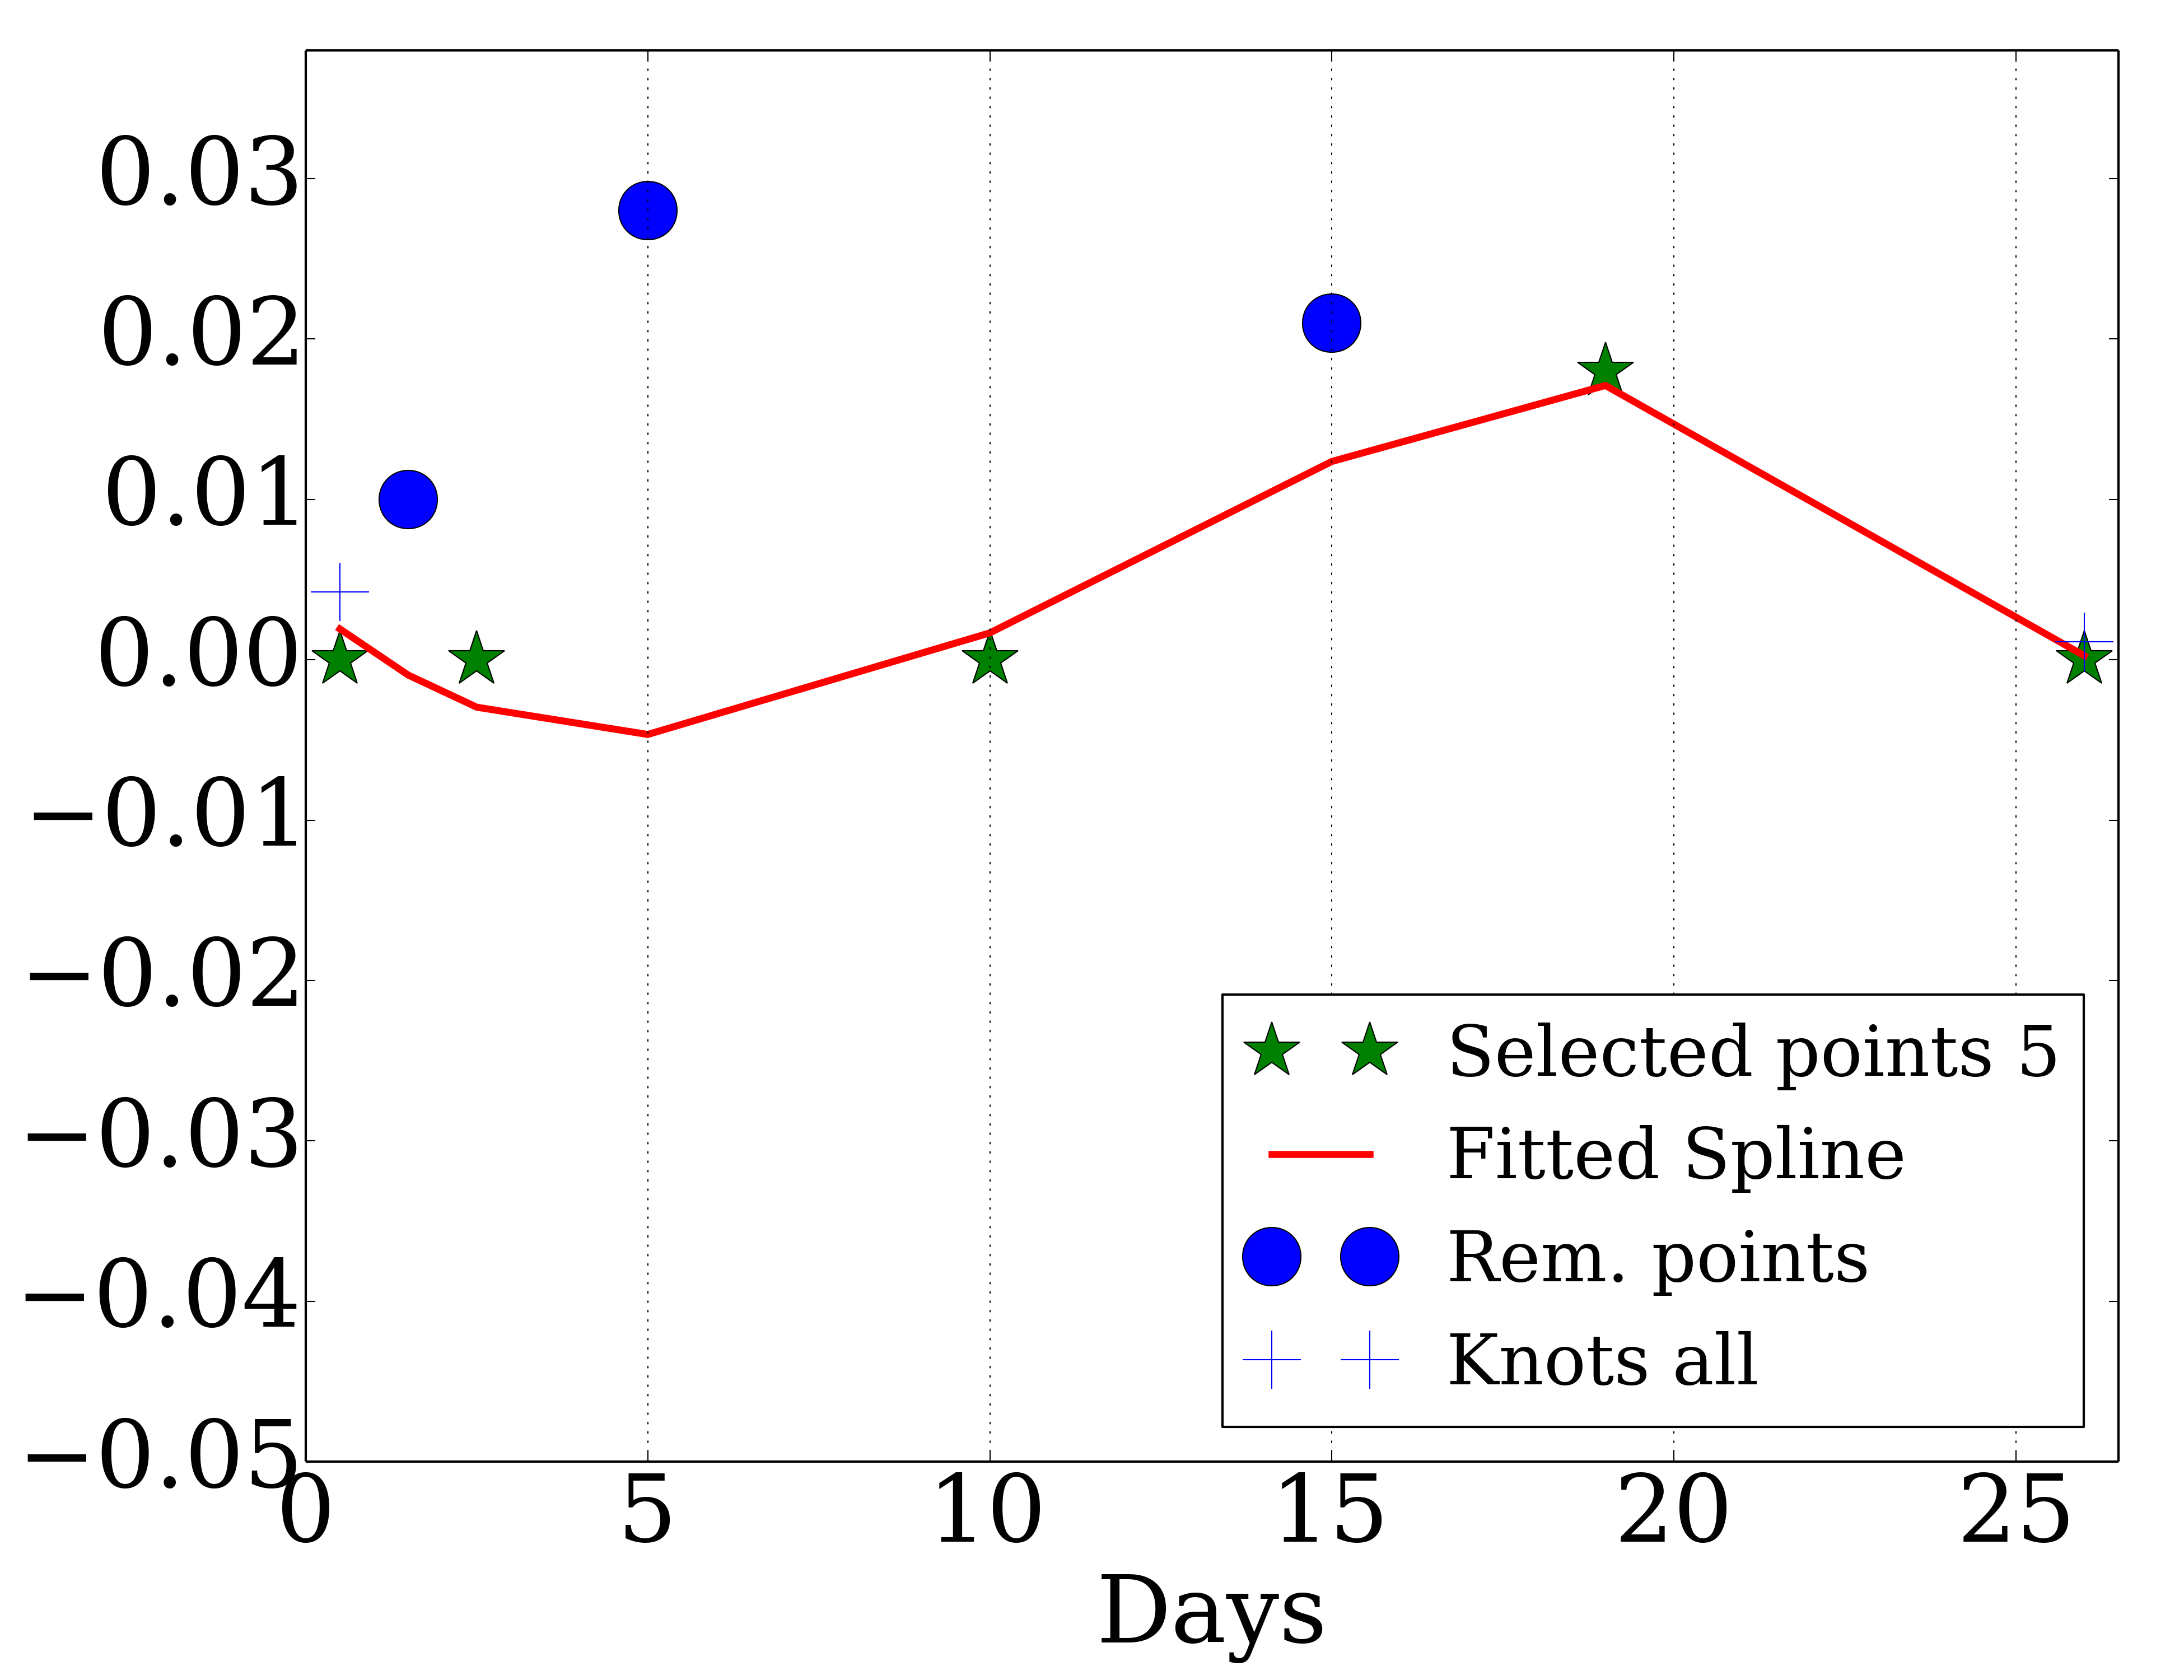 0.03
0.02
0.01
0.00
−0.01
−0.02
−0.03
−0.04
−0.05
0 5 10 15 20 25
Days
Selected points 5
Fitted Spline
Rem. points
Knots all